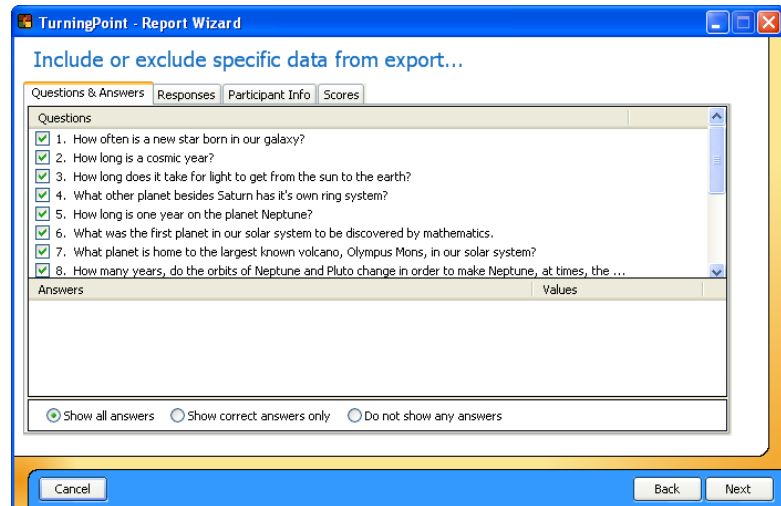 TurningPoint - Report Wizard
Include or exclude specific data from export...
Questions & Answers Responses Participant Info Scores
Questions
1. How often is a new star born in our galaxy?
2. How long is a cosmic year?
3. How long does it take for light to get from the sun to the earth?
4. What other planet besides Saturn has it's own ring system?
5. How long is one year on the planet Neptune?
6. What was the first planet in our solar system to be discovered by mathematics.
7. What planet is home to the largest known volcano, Olympus Mons, in our solar system?
8. How many years, do the orbits of Neptune and Pluto change in order to make Neptune, at times, the ...
Answers Values
Show all answers Show correct answers only Do not show any answers
Cancel Back Next